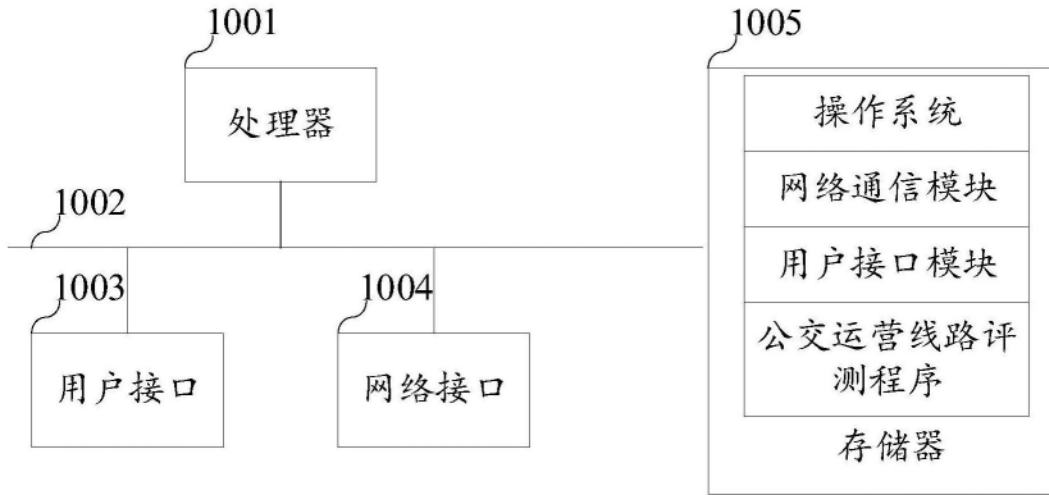 1001
处理器
1002
1003
用户接口
1004
网络接口
1005
操作系统
网络通信模块
用户接口模块
公交运营线路评
测程序
存储器